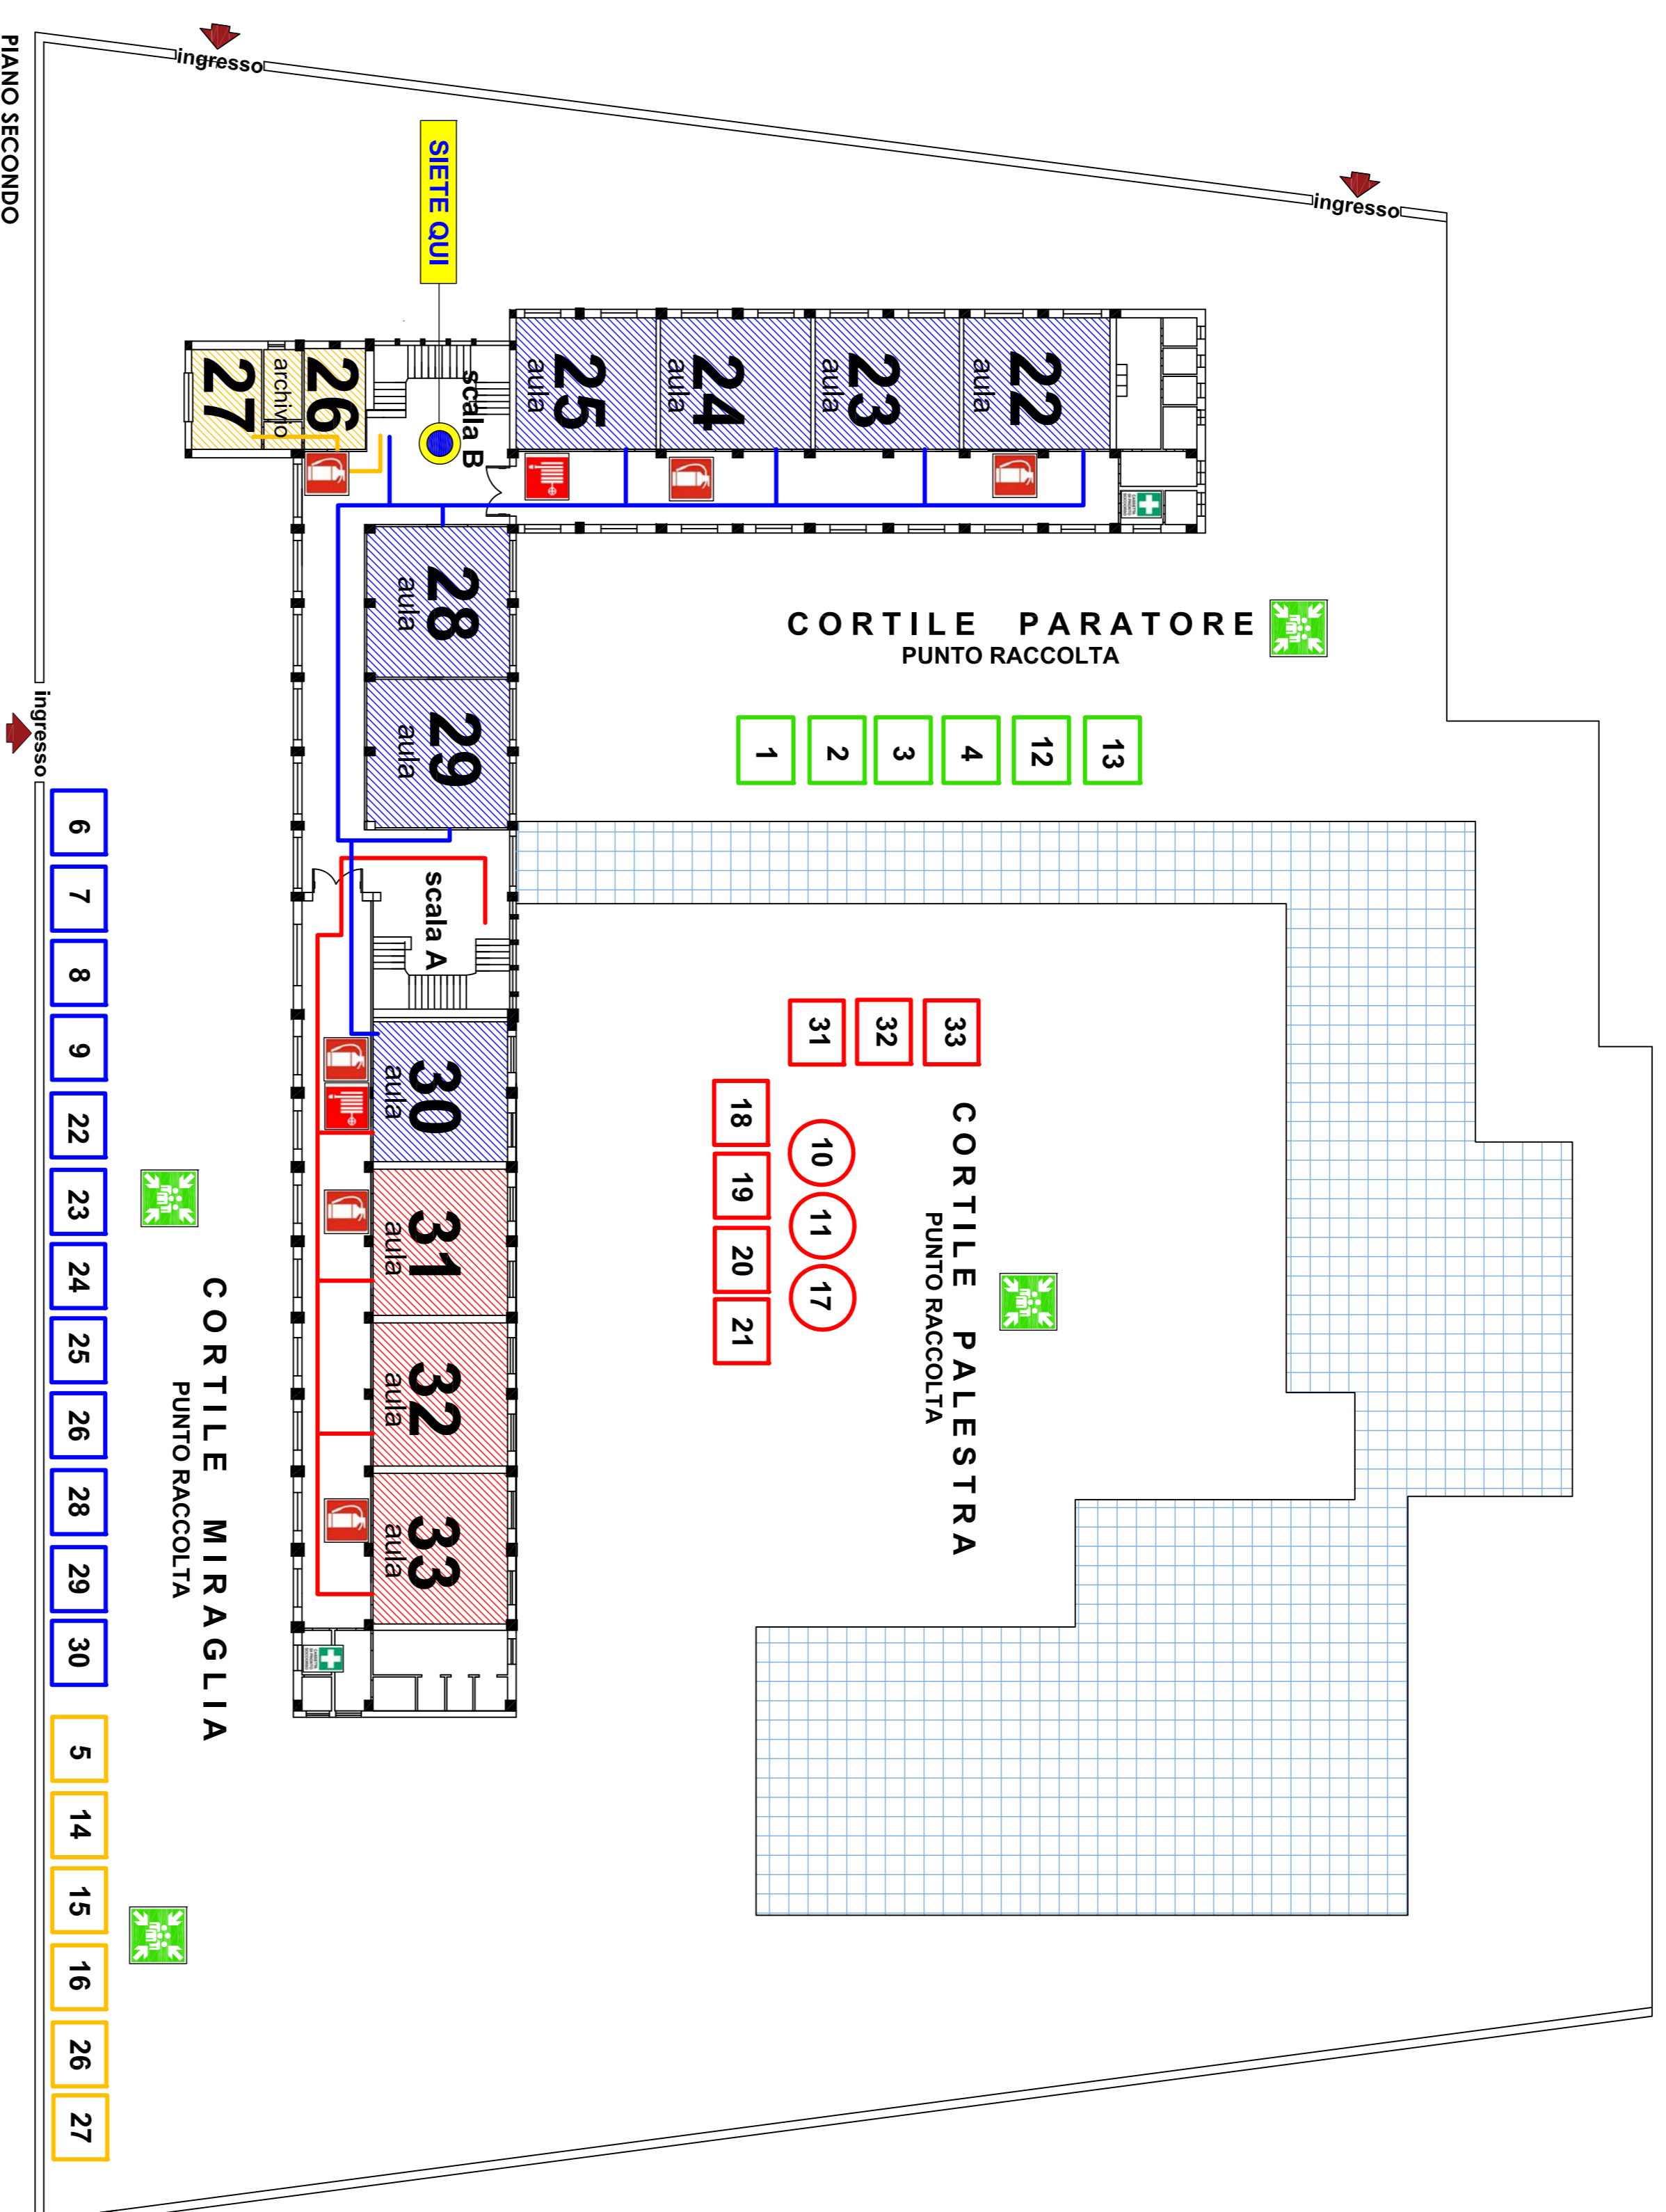 PIANO SECONDO
ingresso
ingresso
SIETE QUI
scala B
25
aula
24
aula
23
aula
22
aula
27
archivio
26
28
aula
29
aula
CORTILE PARATORE
PUNTO RACCOLTA
1
2
3
4
12
13
ingresso
scala A
30
aula
31
aula
32
aula
33
aula
31
32
33
18
19
20
21
10
11
17
CORTILE PALESTRA
PUNTO RACCOLTA
CORTILE MIRAGLIA
PUNTO RACCOLTA
6
7
8
9
22
23
24
25
26
28
29
30
5
14
15
16
26
27